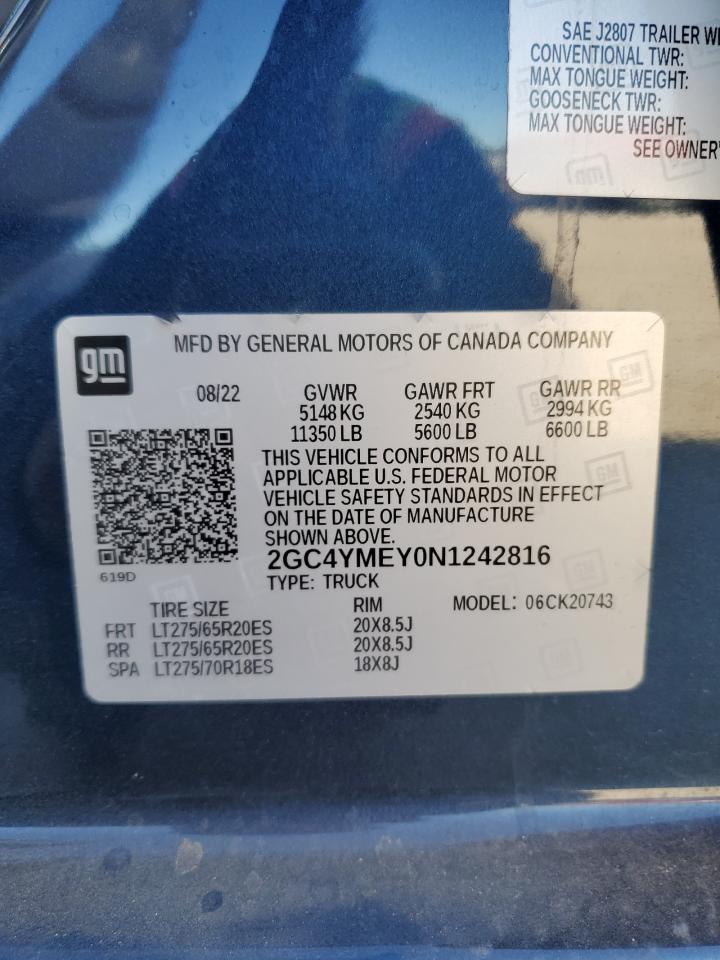 SAE J2807 TRAILER
CONVENTIONAL TWR:
MAX TONGUE WEIGHT:
GOOSENECK TWR:
MAX TONGUE WEIGHT:
SEE OWNER'
gm
gm
MFD BY GENERAL MOTORS OF CANADA COMPANY
08/22 GVWR GAWR FRT GAWR RR
5148 KG 2540 KG 2994 KG
11350 LB 5600 LB 6600 LB
THIS VEHICLE CONFORMS TO ALL
APPLICABLE U.S. FEDERAL MOTOR
VEHICLE SAFETY STANDARDS IN EFFECT
ON THE DATE OF MANUFACTURE
SHOWN ABOVE.
2GC4YMEY0N1242816
619D
TYPE: TRUCK
TIRE SIZE RIM MODEL: 06CK20743
FRT LT275/65R20ES 20X8.5J
RR LT275/65R20ES 20X8.5J
SPA LT275/70R18ES 18X8J